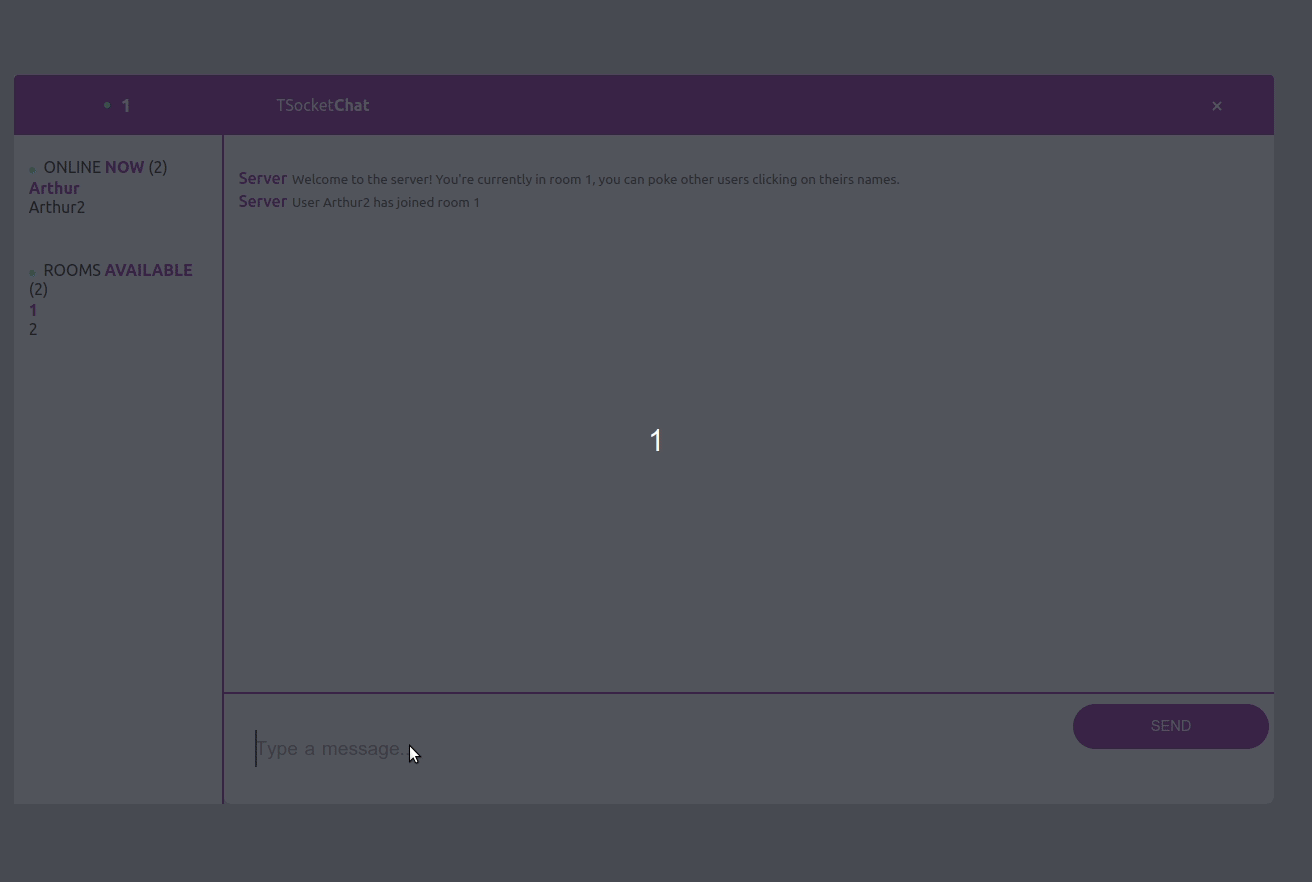 1
TSocketChat
×
ONLINE NOW (2)
Arthur
Arthur2
ROOMS AVAILABLE
(2)
1
2
Server Welcome to the server! You're currently in room 1, you can poke other users clicking on theirs names.
Server User Arthur2 has joined room 1
1
Type a message..
SEND